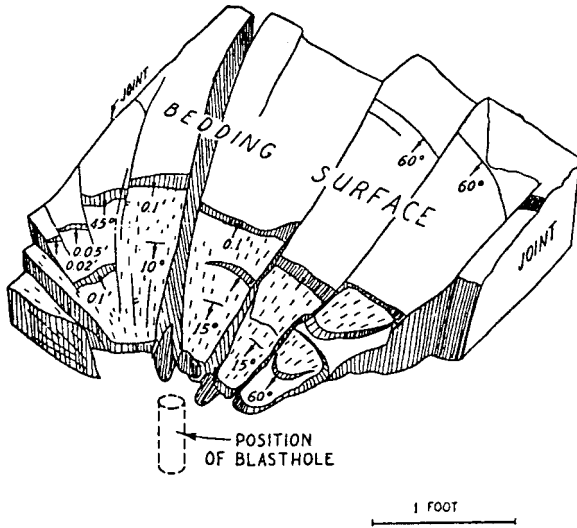 JOINT
BEDDING
SURFACE
60°
60°
45°
0.1'
0.1'
0.05'
0.02'
0.1'
10°
15°
15°
60°
JOINT
POSITION
OF BLASTHOLE
1 FOOT